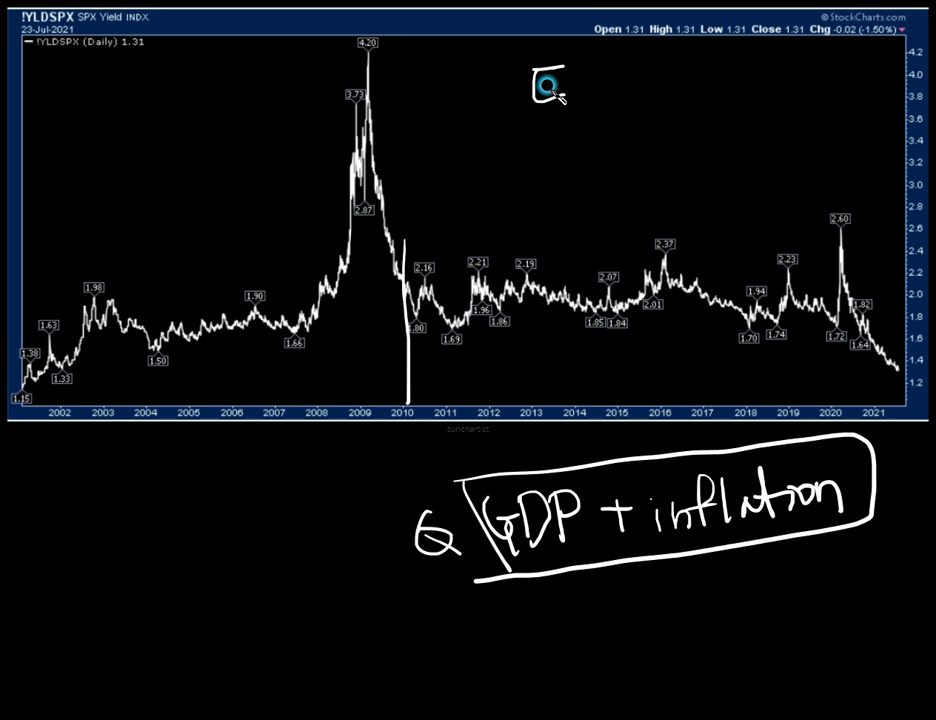 !YLDSPX SPX Yield INDX © StockCharts.com
23-Jul-2021 Open 1.31 High 1.31 Low 1.31 Close 1.31 Chg -0.02 (-1.50%)
!YLDSPX (Daily) 1.31
4.20
4.2
4.0
3.73
3.8
3.6
3.4
3.2
3.0
2.87
2.8
2.60
2.6
2.37
2.4
2.16 2.21 2.19 2.07 2.23
2.2
1.98 1.90 1.96 2.01 1.94 1.82
2.0
1.63 1.80 1.86 1.85 1.84
1.8
1.38 1.50 1.66 1.69 1.70 1.74 1.72 1.64
1.6
1.33
1.4
1.15
1.2
2002 2003 2004 2005 2006 2007 2008 2009 2010 2011 2012 2013 2014 2015 2016 2017 2018 2019 2020 2021
sunchartist
GDP + inflation